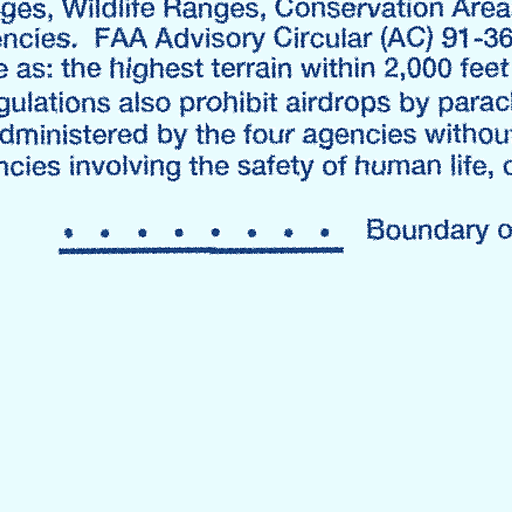 ges, Wildlife Ranges, Conservation Area
encies. FAA Advisory Circular (AC) 91-36
e as: the highest terrain within 2,000 feet
gulations also prohibit airdrops by parac
dministered by the four agencies withou
ncies involving the safety of human life, o
Boundary o